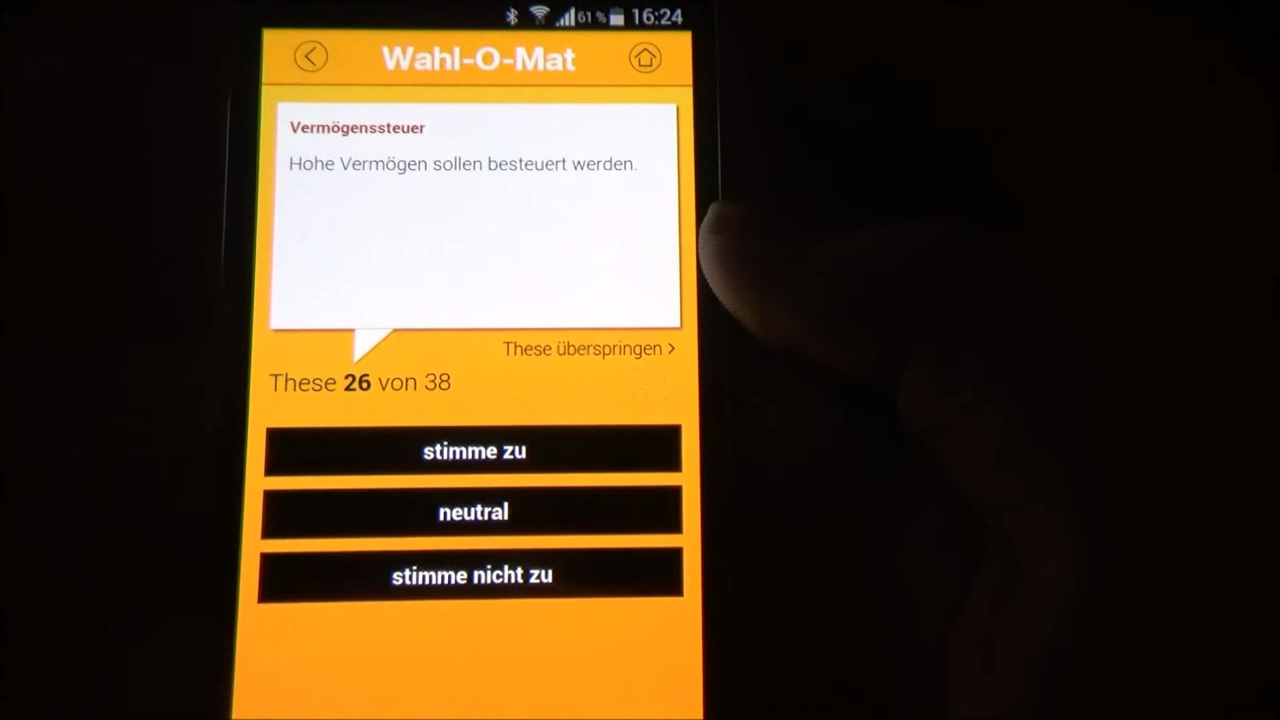 61 % 16:24
Wahl-O-Mat
Vermögenssteuer
Hohe Vermögen sollen besteuert werden.
These überspringen >
These 26 von 38
stimme zu
neutral
stimme nicht zu